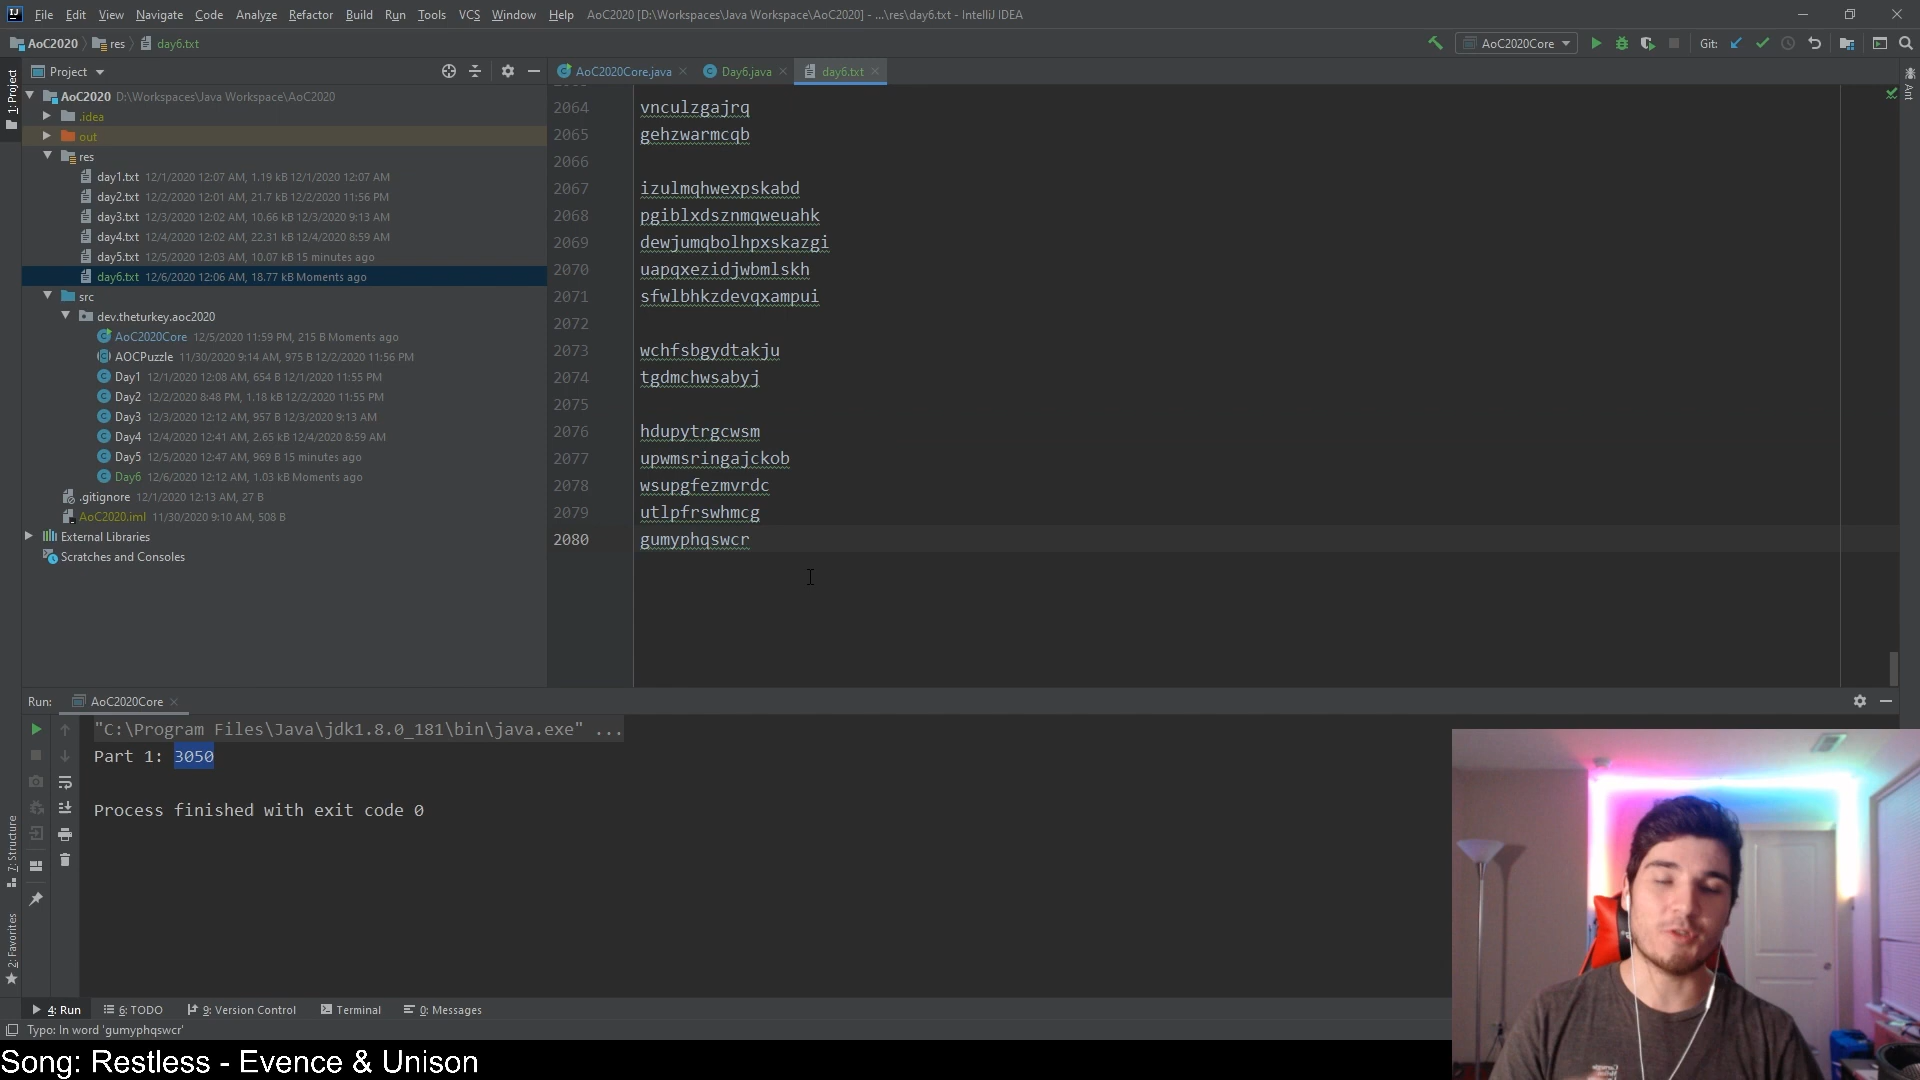 File Edit View Navigate Code Analyze Refactor Build Run Tools VCS Window Help AoC2020 [D:\Workspaces\Java Workspace\AoC2020] - ...\res\day6.txt - IntelliJ IDEA
AoC2020 res day6.txt
AoC2020Core
Git:
1: Project
Project
AoC2020Core.java
Day6.java
day6.txt
Ant
AoC2020 D:\Workspaces\Java Workspace\AoC2020
.idea
out
res
day1.txt 12/1/2020 12:07 AM, 1.19 kB 12/1/2020 12:07 AM
day2.txt 12/2/2020 12:01 AM, 21.7 kB 12/2/2020 11:56 PM
day3.txt 12/3/2020 12:02 AM, 10.66 kB 12/3/2020 9:13 AM
day4.txt 12/4/2020 12:02 AM, 22.31 kB 12/4/2020 8:59 AM
day5.txt 12/5/2020 12:03 AM, 10.07 kB 15 minutes ago
day6.txt 12/6/2020 12:06 AM, 18.77 kB Moments ago
src
dev.theturkey.aoc2020
AoC2020Core 12/5/2020 11:59 PM, 215 B Moments ago
AOCPuzzle 11/30/2020 9:14 AM, 975 B 12/2/2020 11:56 PM
Day1 12/1/2020 12:08 AM, 654 B 12/1/2020 11:55 PM
Day2 12/2/2020 8:48 PM, 1.18 kB 12/2/2020 11:55 PM
Day3 12/3/2020 12:12 AM, 957 B 12/3/2020 9:13 AM
Day4 12/4/2020 12:41 AM, 2.65 kB 12/4/2020 8:59 AM
Day5 12/5/2020 12:47 AM, 969 B 15 minutes ago
Day6 12/6/2020 12:12 AM, 1.03 kB Moments ago
.gitignore 12/1/2020 12:13 AM, 27 B
AoC2020.iml 11/30/2020 9:10 AM, 508 B
External Libraries
Scratches and Consoles
2064 vnculzgajrq
2065 gehzwarmcqb
2066
2067 izulmqhwexpskabd
2068 pgiblxdsznmqweuahk
2069 dewjumqbolhpxskazgi
2070 uapqxezidjwbmlskh
2071 sfwlbhkzdevqxampui
2072
2073 wchfsbgydtakju
2074 tgdmchwsabyj
2075
2076 hdupytrgcwsm
2077 upwmsringajckob
2078 wsupgfezmvrdc
2079 utlpfrswhmcg
2080 gumyphqswcr
Run: AoC2020Core
"C:\Program Files\Java\jdk1.8.0_181\bin\java.exe" ...
Part 1: 3050
Process finished with exit code 0
7: Structure
2: Favorites
4: Run 6: TODO 9: Version Control Terminal 0: Messages
Typo: In word 'gumyphqswcr'
Song: Restless - Evence & Unison